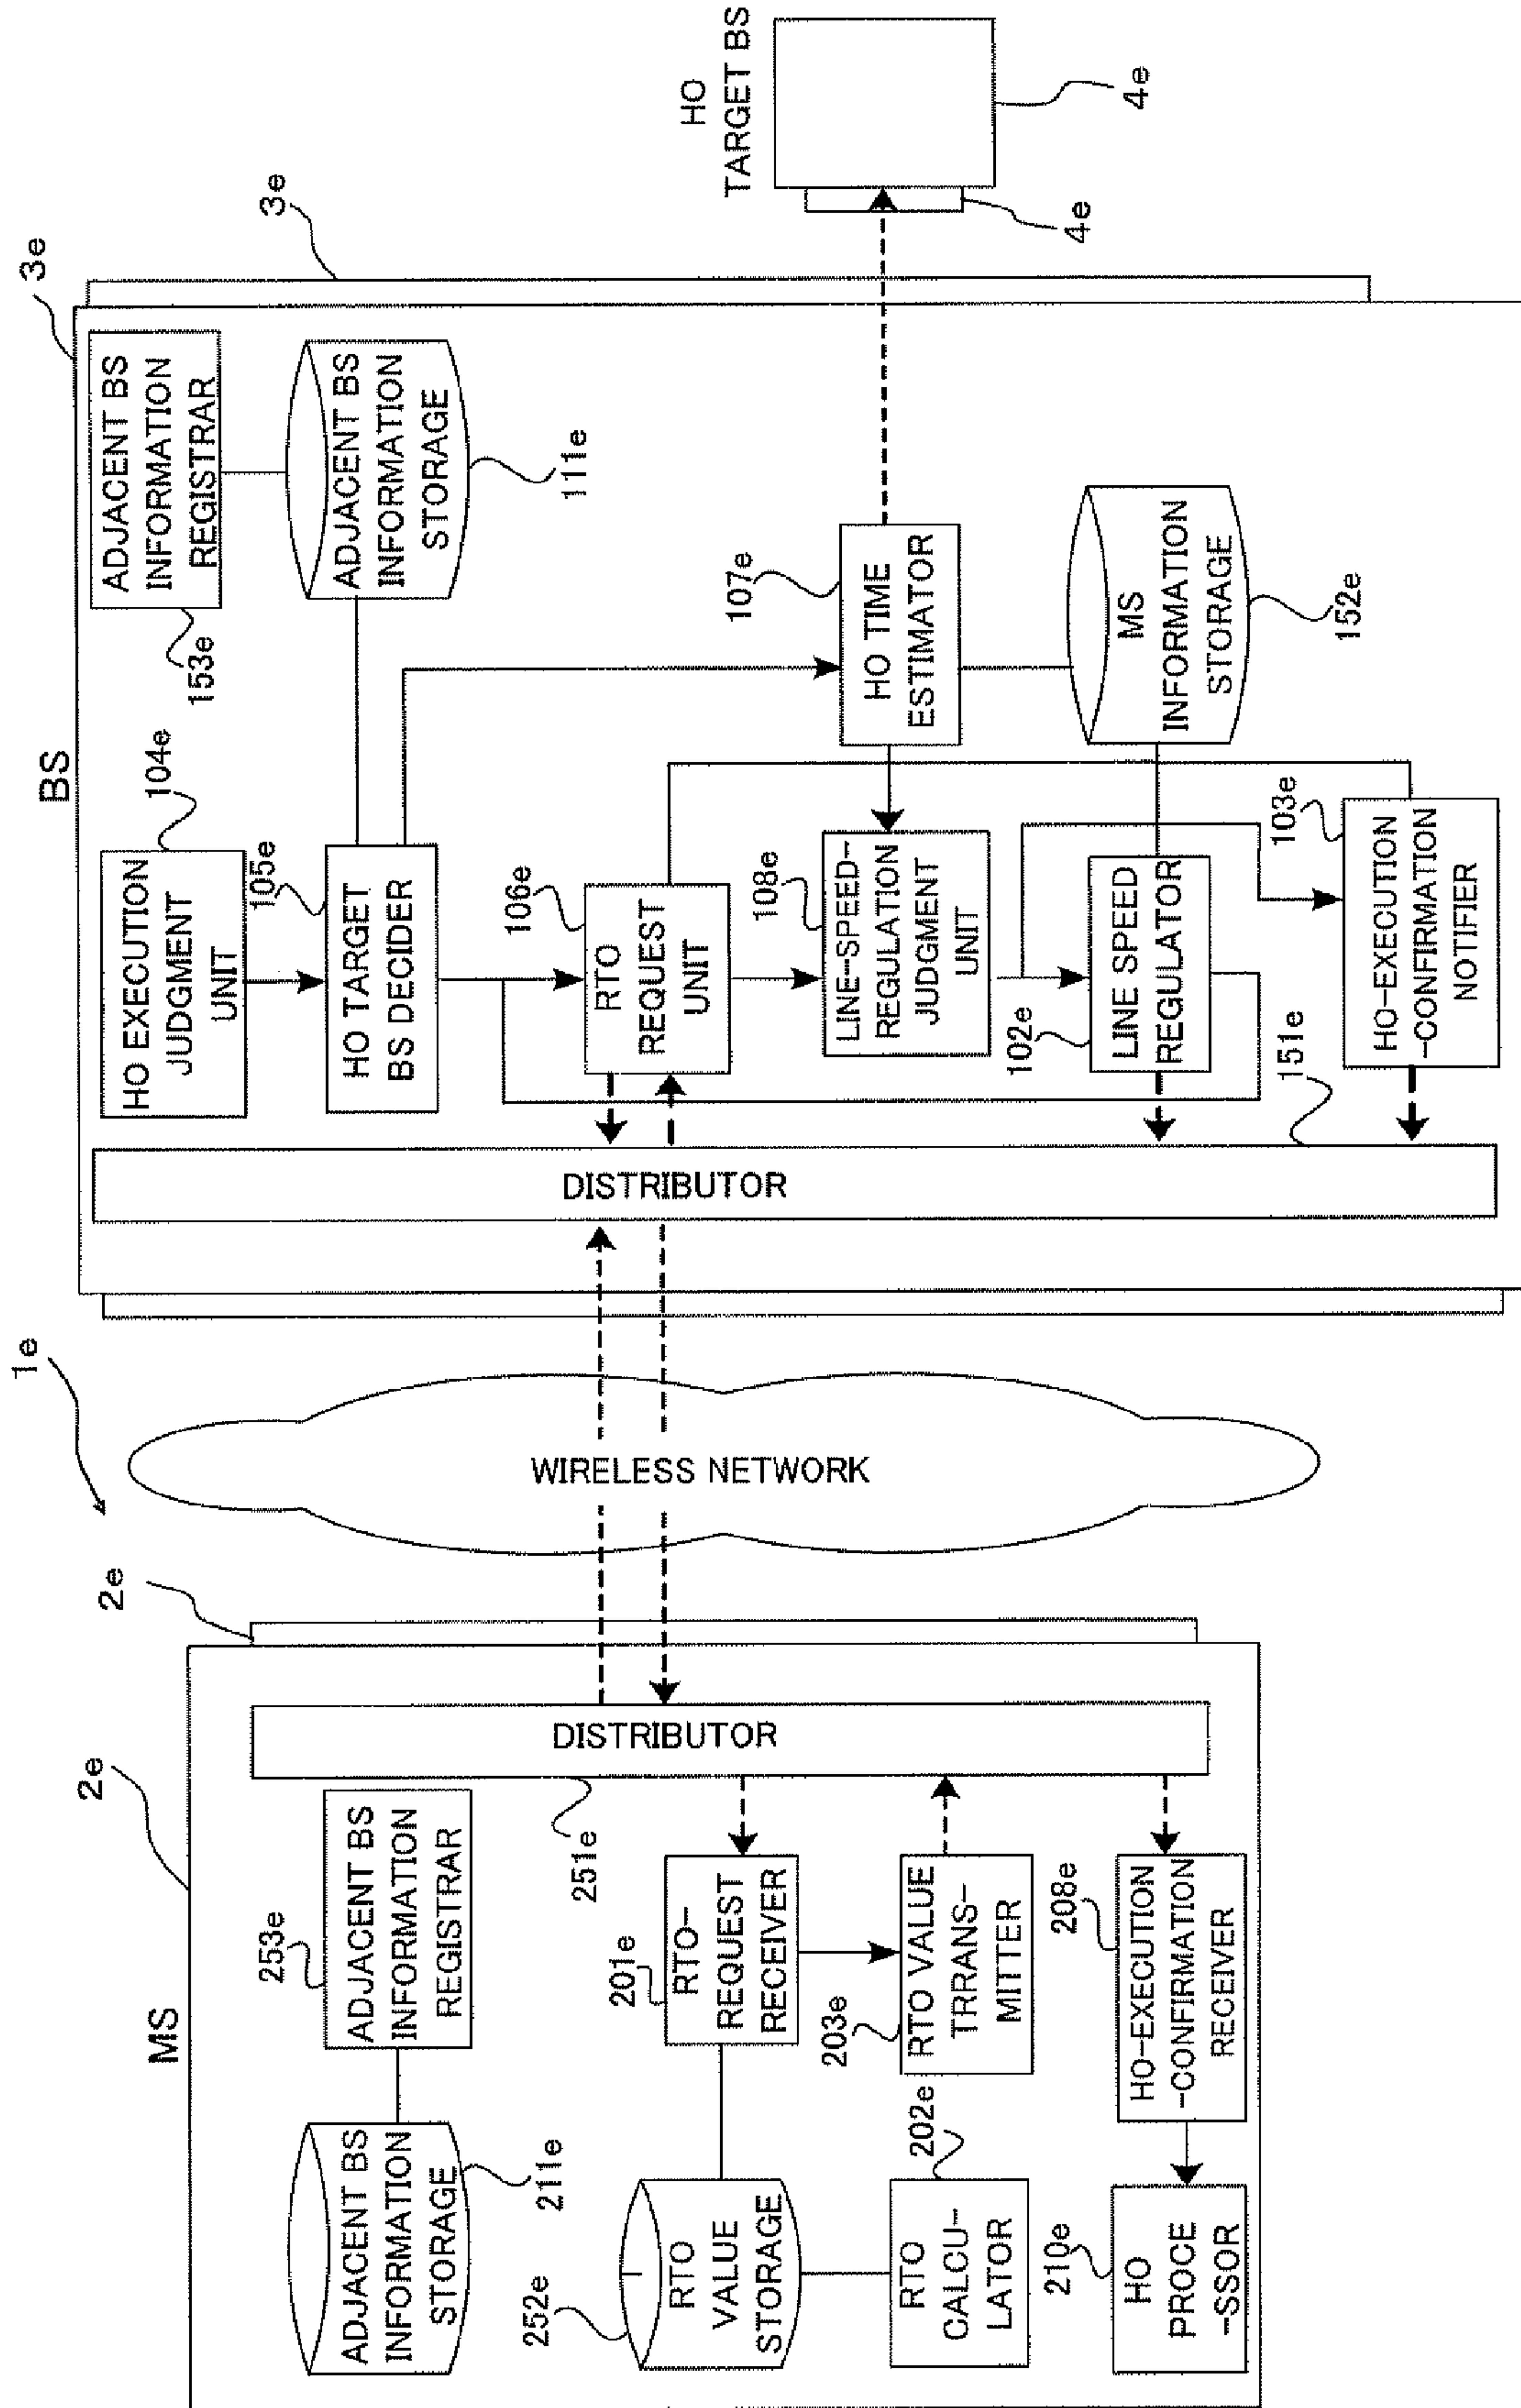 1e
MS
2e
2e
ADJACENT BS
INFORMATION
STORAGE
211e
ADJACENT BS
INFORMATION
REGISTRAR
253e
DISTRIBUTOR
251e
RTO
VALUE
STORAGE
252e
RTO-
REQUEST
RECEIVER
201e
RTO
CALCU-
LATOR
202e
RTO VALUE
TRRANS-
MITTER
203e
HO
PROCE
-SSOR
210e
HO-EXECUTION
-CONFIRMATION
RECEIVER
208e
WIRELESS NETWORK
BS
3e
3e
DISTRIBUTOR
151e
HO EXECUTION
JUDGMENT
UNIT
104e
ADJACENT BS
INFORMATION
REGISTRAR
153e
HO TARGET
BS DECIDER
105e
ADJACENT BS
INFORMATION
STORAGE
111e
RTO
REQUEST
UNIT
106e
LINE-SPEED-
REGULATION
JUDGMENT
UNIT
108e
HO TIME
ESTIMATOR
107e
LINE SPEED
REGULATOR
102e
MS
INFORMATION
STORAGE
152e
HO-EXECUTION
-CONFIRMATION
NOTIFIER
103e
HO
TARGET BS
4e
4e